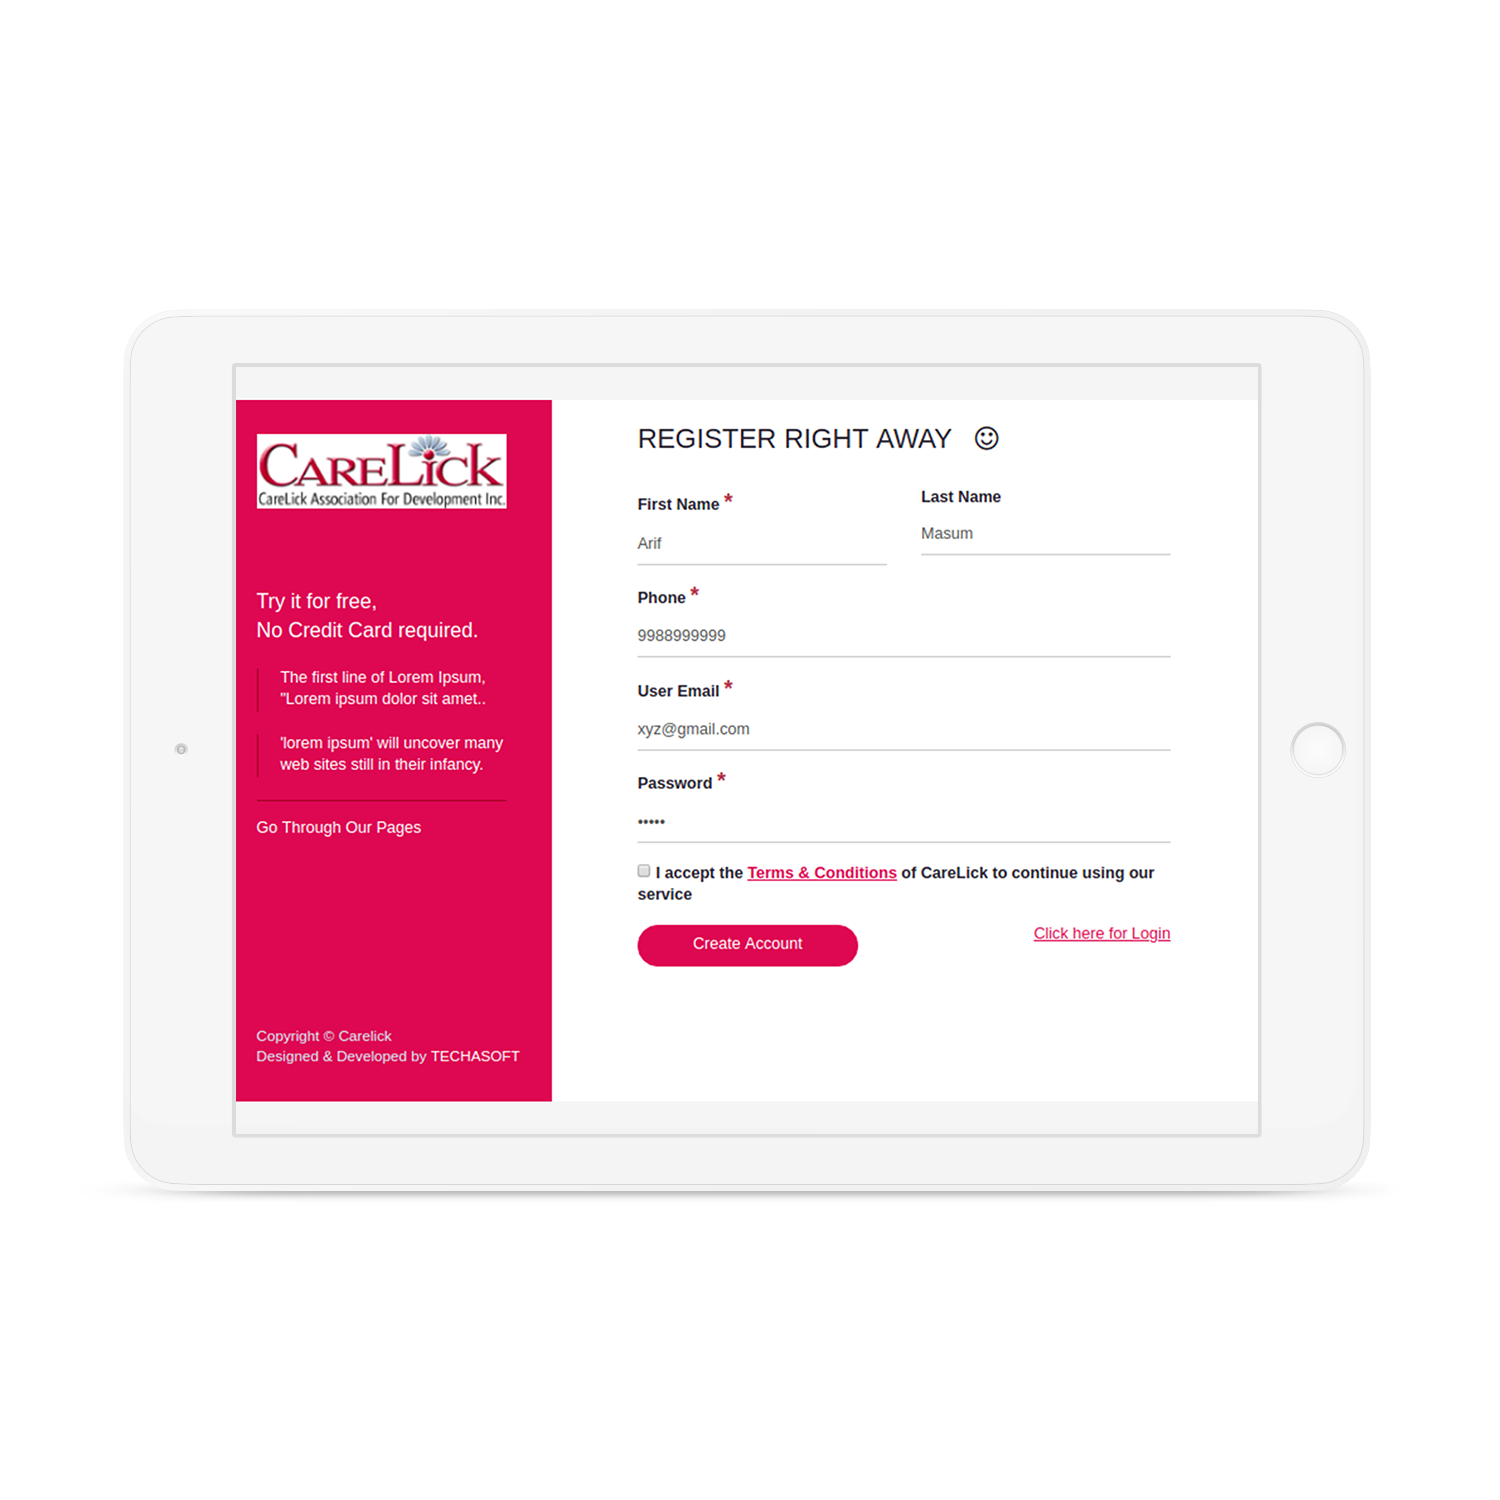 CARELICK
CareLick Association For Development Inc.
Try it for free,
No Credit Card required.
The first line of Lorem Ipsum,
"Lorem ipsum dolor sit amet..
'lorem ipsum' will uncover many
web sites still in their infancy.
Go Through Our Pages
Copyright © Carelick
Designed & Developed by TECHASOFT
REGISTER RIGHT AWAY ☺
First Name *
Last Name
Arif
Masum
Phone *
9988999999
User Email *
xyz@gmail.com
Password *
•••••
I accept the Terms & Conditions of CareLick to continue using our
service
Create Account
Click here for Login